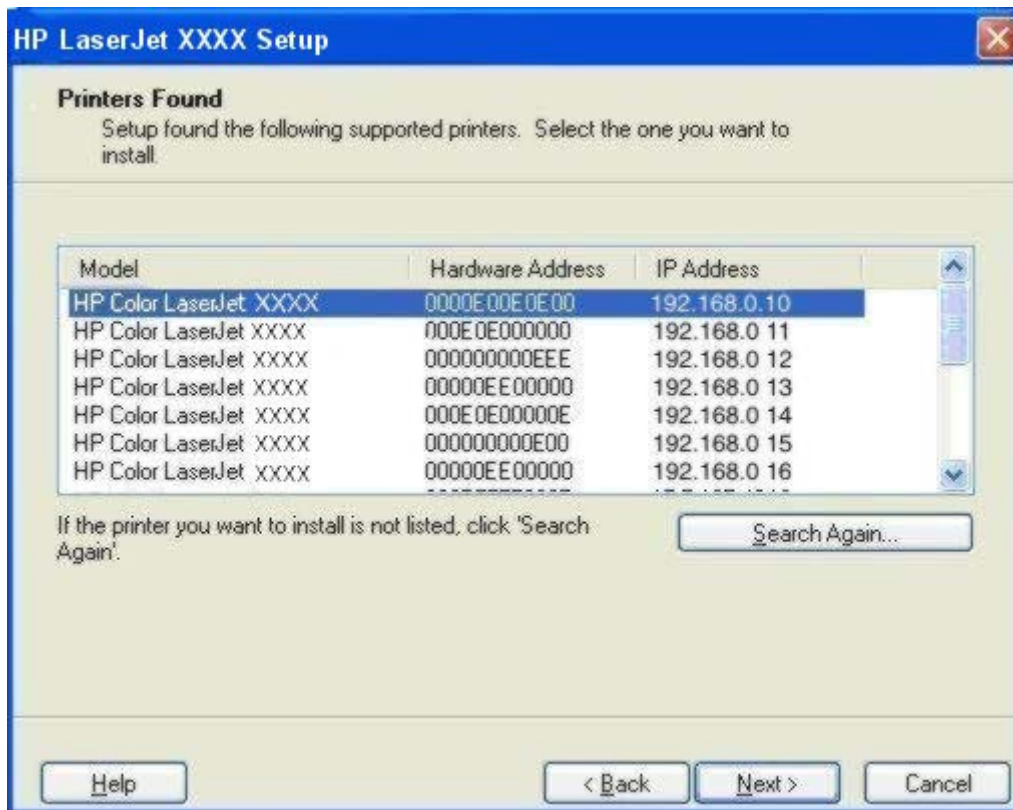 HP LaserJet XXXX Setup
Printers Found
Setup found the following supported printers. Select the one you want to
install.
Model Hardware Address IP Address
HP Color LaserJet XXXX 0000E00E0E00 192.168.0.10
HP Color LaserJet XXXX 000E0E000000 192.168.0 11
HP Color LaserJet XXXX 000000000EEE 192.168.0 12
HP Color LaserJet XXXX 00000EE00000 192.168.0 13
HP Color LaserJet XXXX 000E0E00000E 192.168.0 14
HP Color LaserJet XXXX 000000000E00 192.168.0 15
HP Color LaserJet XXXX 00000EE00000 192.168.0 16
If the printer you want to install is not listed, click 'Search
Again'.
Search Again...
Help
< Back
Next >
Cancel